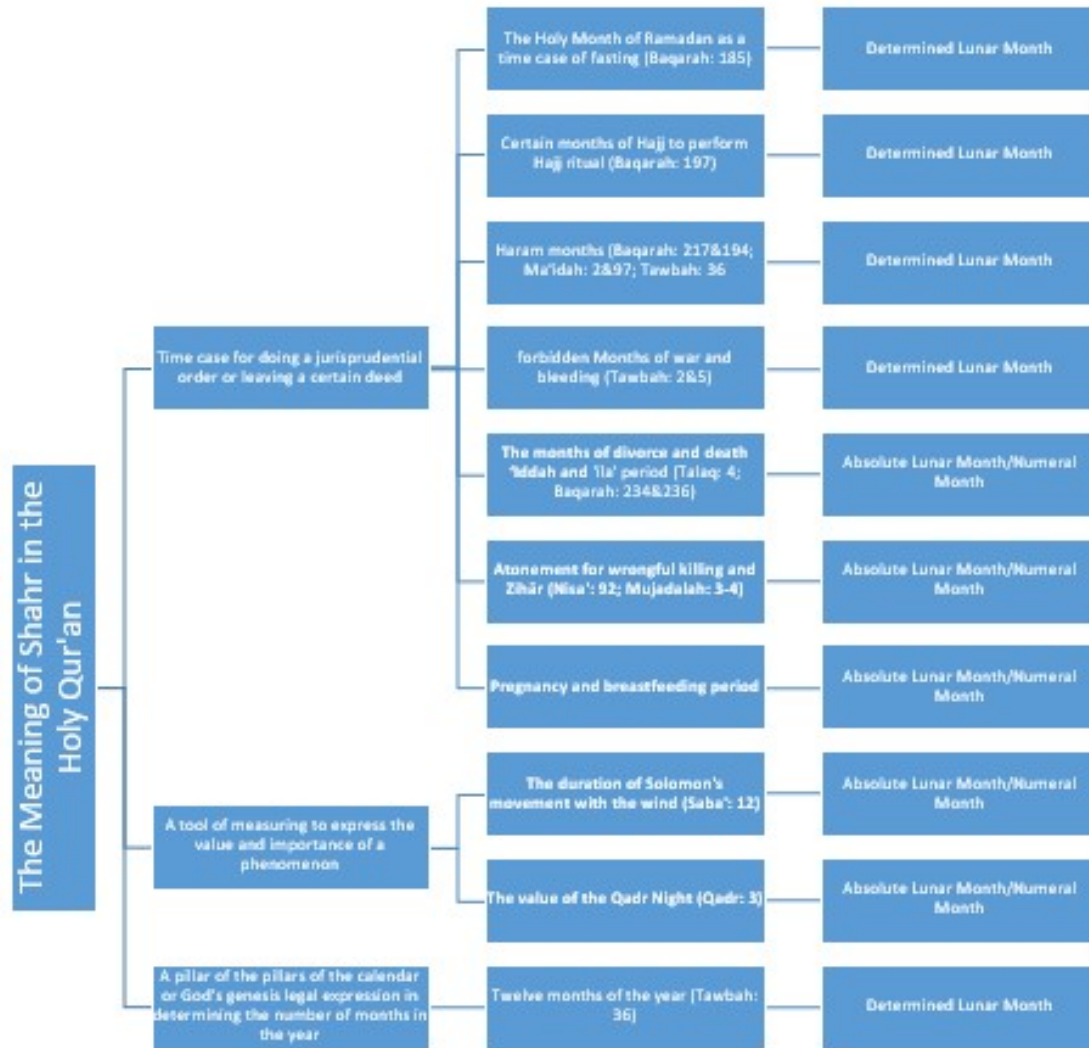 The Meaning of Shahr in the
Holy Qur'an
Time case for doing a jurisprudential
order or leaving a certain deed
The Holy Month of Ramadan as a
time case of fasting (Baqarah: 185)
Determined Lunar Month
Certain months of Hajj to perform
Hajj ritual (Baqarah: 197)
Determined Lunar Month
Haram months (Baqarah: 217&194;
Ma'idah: 2&97; Tawbah: 36
Determined Lunar Month
forbidden Months of war and
bleeding (Tawbah: 2&5)
Determined Lunar Month
The months of divorce and death
'Iddah and 'ila' period (Talaq: 4;
Baqarah: 234&236)
Absolute Lunar Month/Numeral
Month
Atonement for wrongful killing and
Zihār (Nisa': 92; Mujadalah: 3-4)
Absolute Lunar Month/Numeral
Month
Pregnancy and breastfeeding period
Absolute Lunar Month/Numeral
Month
A tool of measuring to express the
value and importance of a
phenomenon
The duration of Solomon's
movement with the wind (Saba': 12)
Absolute Lunar Month/Numeral
Month
The value of the Qadr Night (Qadr: 3)
Absolute Lunar Month/Numeral
Month
A pillar of the pillars of the calendar
or God's genesis legal expression in
determining the number of months in
the year
Twelve months of the year (Tawbah:
36)
Determined Lunar Month